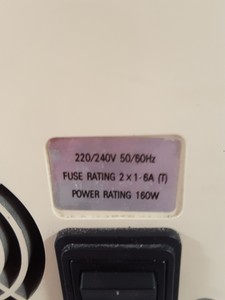 220/240V 50/60Hz
FUSE RATING 2×1·6A (T)
POWER RATING 160W